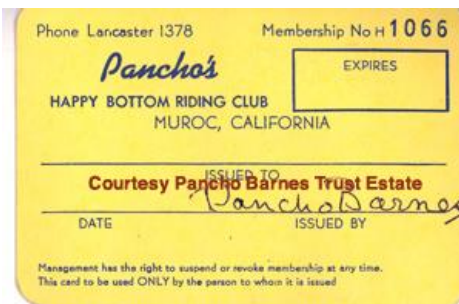 Phone Lancaster 1378 Membership No H 1066
Pancho's
EXPIRES
HAPPY BOTTOM RIDING CLUB
MUROC, CALIFORNIA
ISSUED TO
Courtesy Pancho Barnes Trust Estate
Pancho Barnes
DATE ISSUED BY
Management has the right to suspend or revoke membership at any time.
This card to be used ONLY by the person to whom it is issued